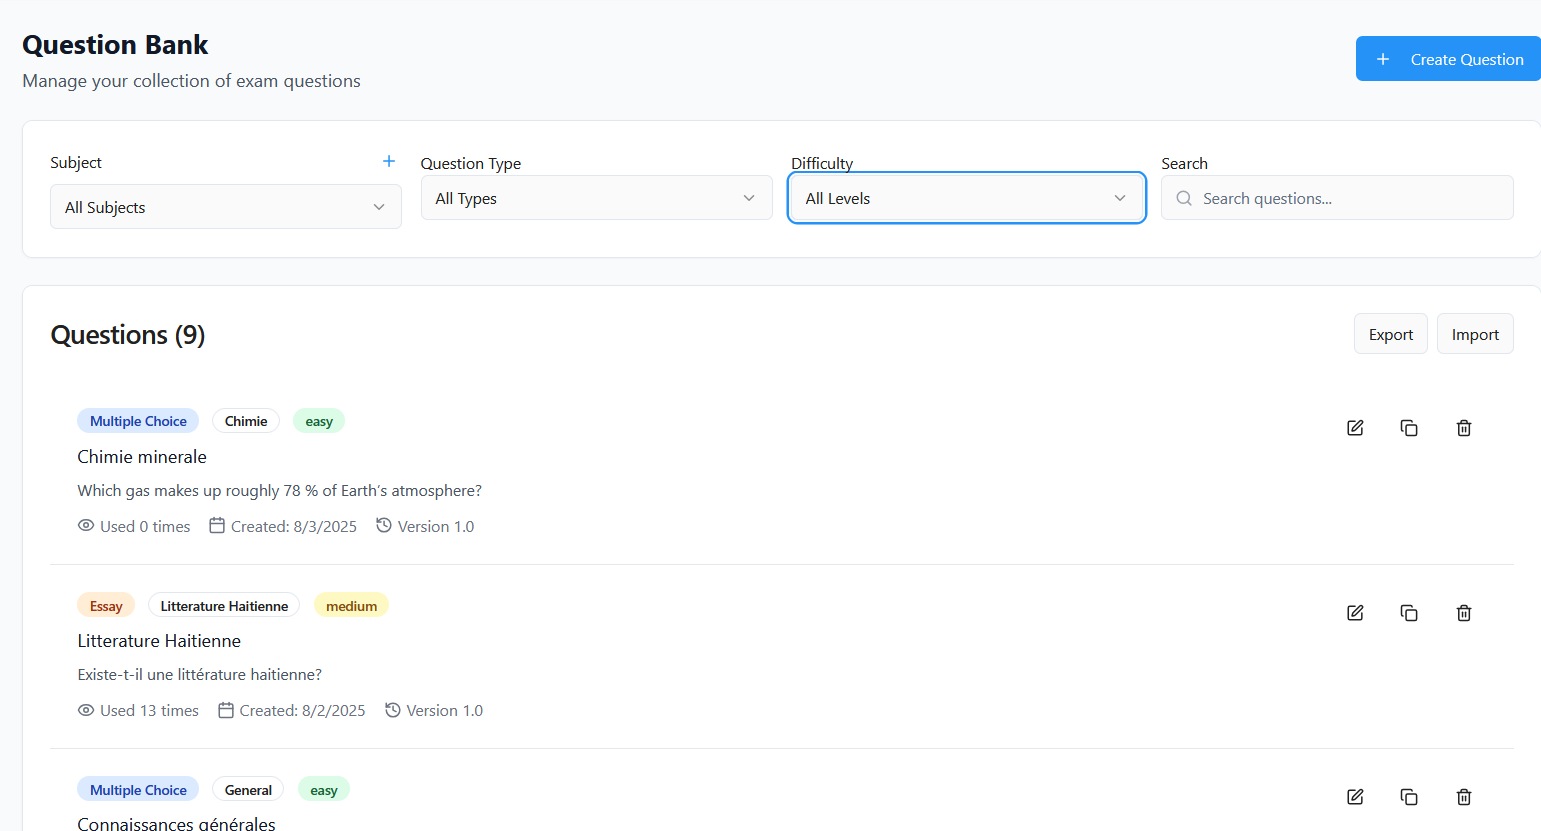 Question Bank
Manage your collection of exam questions
Create Question
Subject
Question Type
Difficulty
Search
All Subjects
All Types
All Levels
Search questions...
Questions (9)
Export
Import
Multiple Choice Chimie easy
Chimie minerale
Which gas makes up roughly 78 % of Earth’s atmosphere?
Used 0 times Created: 8/3/2025 Version 1.0
Essay Litterature Haitienne medium
Litterature Haitienne
Existe-t-il une littérature haitienne?
Used 13 times Created: 8/2/2025 Version 1.0
Multiple Choice General easy
Connaissances générales